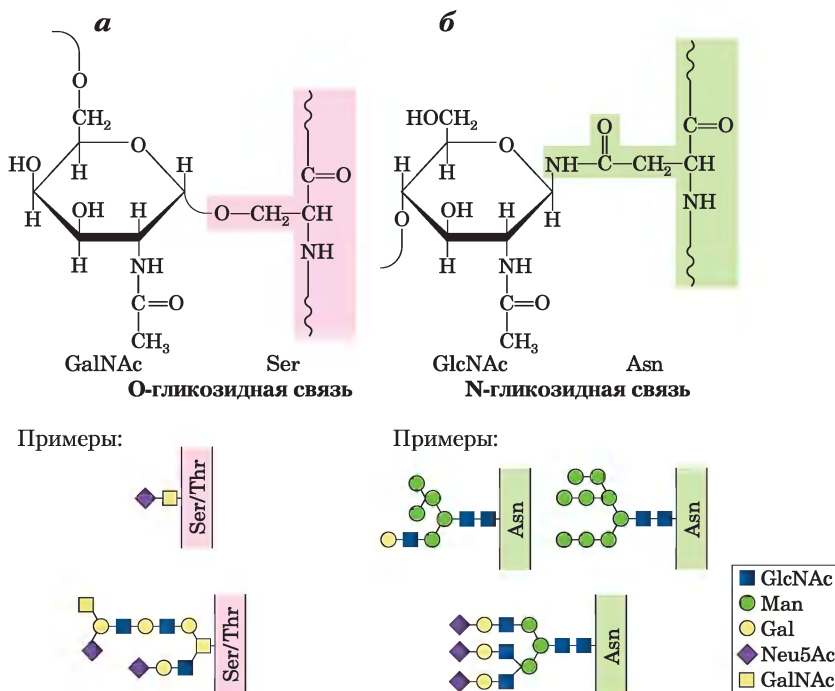 а
б
O
CH₂
O
HO
H
H
OH
H
H
H
NH
C=O
CH₃
O—CH₂—CH
C=O
NH
GalNAc
Ser
О-гликозидная связь
HOCH₂
O
H
H
O
OH
H
H
H
H
NH
C=O
CH₃
NH—C—CH₂—CH
O
C=O
NH
GlcNAc
Asn
N-гликозидная связь
Примеры:
Примеры:
Ser/Thr
Asn
Asn
Ser/Thr
Asn
GlcNAc
Man
Gal
Neu5Ac
GalNAc